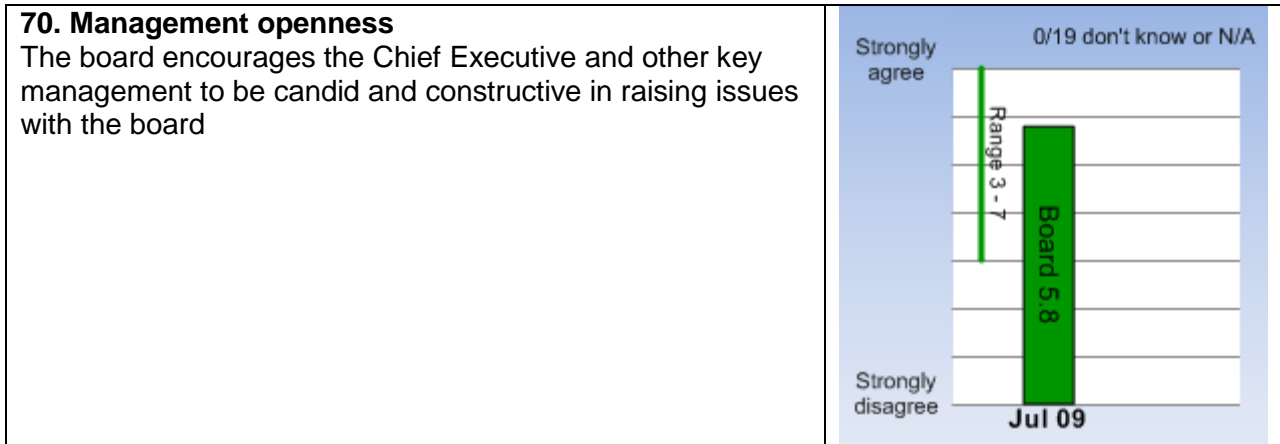 70. Management openness
The board encourages the Chief Executive and other key
management to be candid and constructive in raising issues
with the board
0/19 don't know or N/A
Strongly
agree
Range 3 - 7
Board 5.8
Strongly
disagree
Jul 09